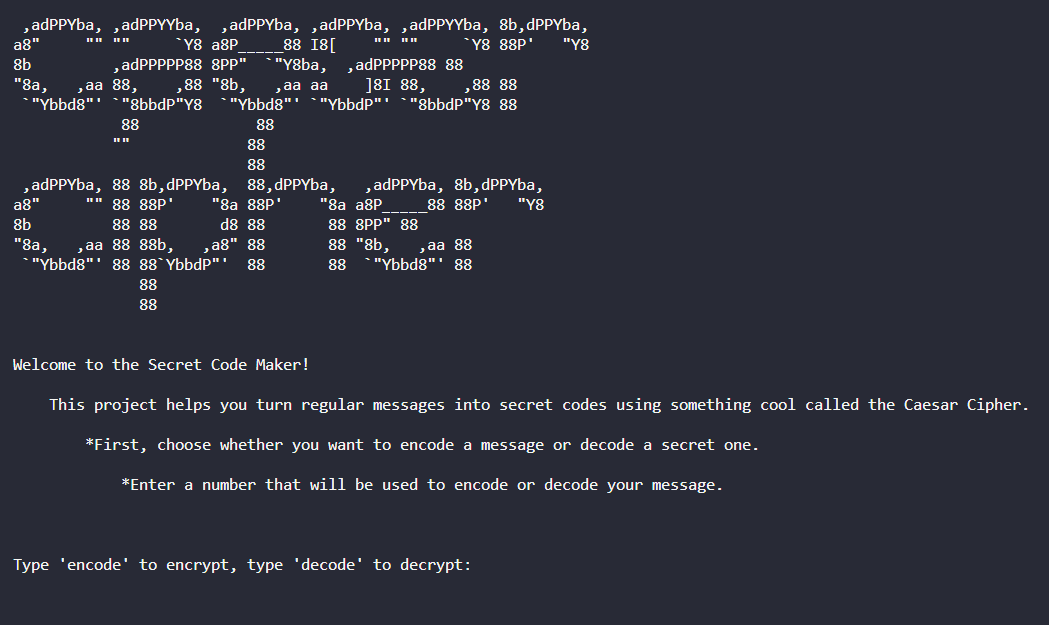 ,adPPYba, ,adPPYYba,  ,adPPYba, ,adPPYba, ,adPPYYba, 8b,dPPYba,
a8"     "" ""     `Y8 a8P_____88 I8[    "" ""     `Y8 88P'   "Y8
8b         ,adPPPPP88 8PP"  `"Y8ba,  ,adPPPPP88 88
"8a,   ,aa 88,    ,88 "8b,   ,aa aa    ]8I 88,    ,88 88
 `"Ybbd8"' `"8bbdP"Y8  `"Ybbd8"' `"YbbdP"' `"8bbdP"Y8 88
            88             88
           ""             88
                          88
 ,adPPYba, 88 8b,dPPYba,  88,dPPYba,   ,adPPYba, 8b,dPPYba,
a8"     "" 88 88P'    "8a 88P'    "8a a8P_____88 88P'   "Y8
8b         88 88       d8 88       88 8PP" 88
"8a,   ,aa 88 88b,   ,a8" 88       88 "8b,   ,aa 88
 `"Ybbd8"' 88 88`YbbdP"'  88       88  `"Ybbd8"' 88
              88
              88
Welcome to the Secret Code Maker!
This project helps you turn regular messages into secret codes using something cool called the Caesar Cipher.
*First, choose whether you want to encode a message or decode a secret one.
*Enter a number that will be used to encode or decode your message.
Type 'encode' to encrypt, type 'decode' to decrypt: